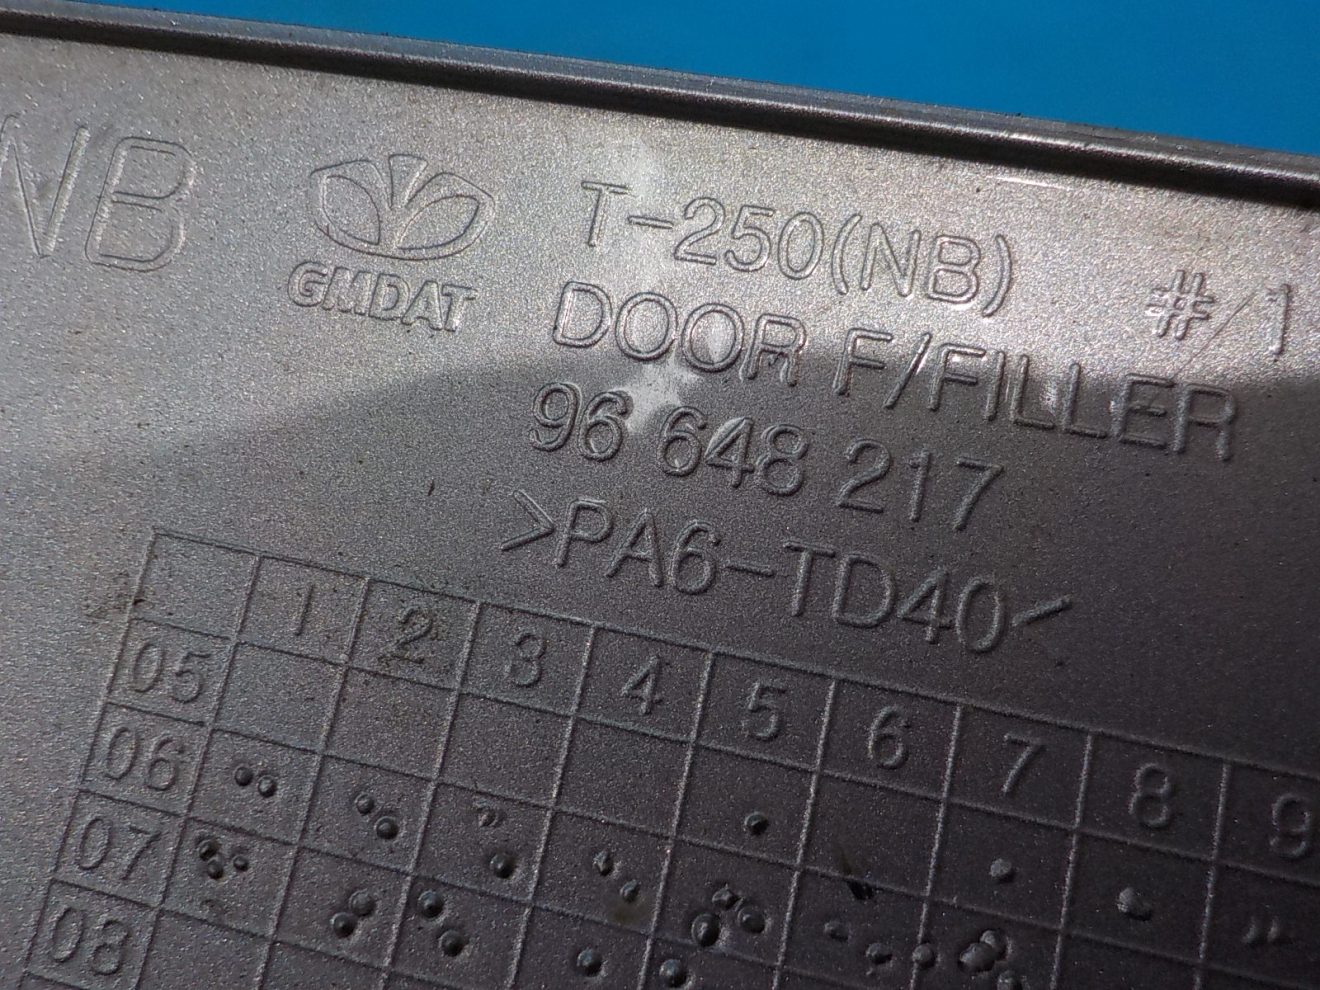 NB
GMDAT
T-250(NB) #/1
DOOR F/FILLER
96 648 217
>PA6-TD40<
1 2 3 4 5 6 7 8 9
05
06
07
08